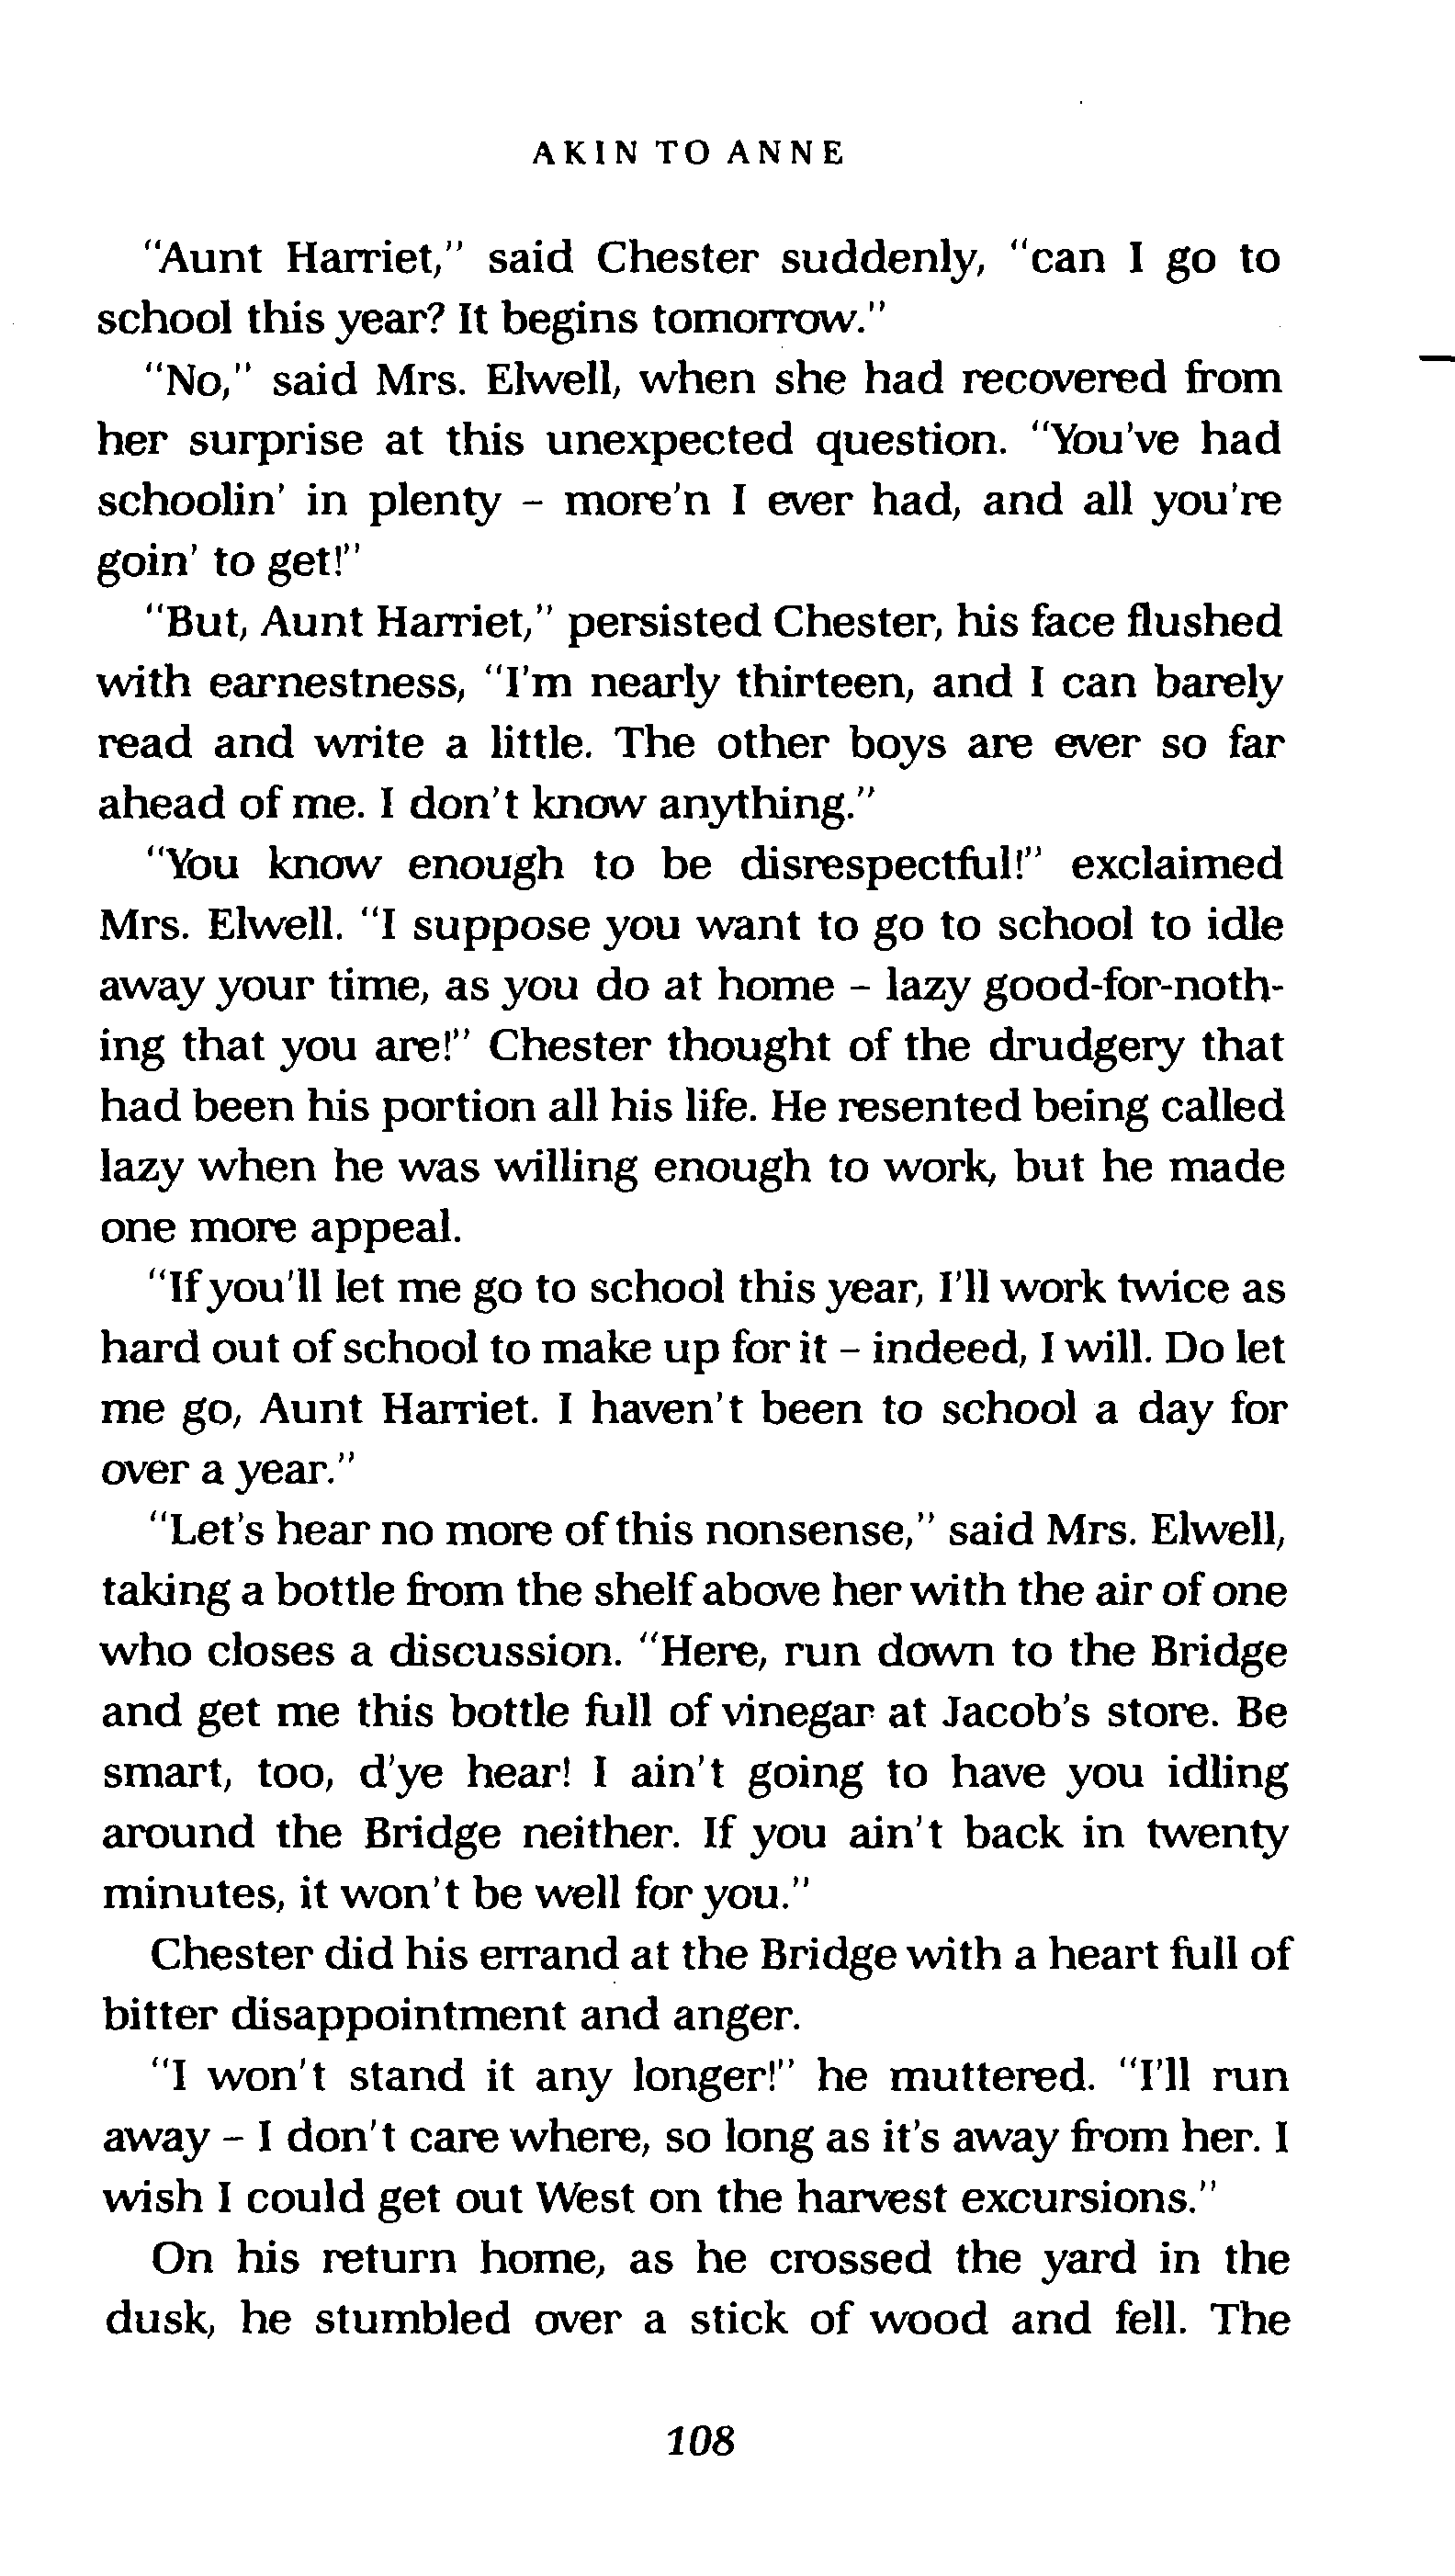 AKIN TO ANNE
"Aunt Harriet," said Chester suddenly, "can I go to
school this year? It begins tomorrow."
"No," said Mrs. Elwell, when she had recovered from
her surprise at this unexpected question. "You've had
schoolin' in plenty – more'n I ever had, and all you're
goin' to get!"
"But, Aunt Harriet," persisted Chester, his face flushed
with earnestness, "I'm nearly thirteen, and I can barely
read and write a little. The other boys are ever so far
ahead of me. I don't know anything."
"You know enough to be disrespectful!" exclaimed
Mrs. Elwell. "I suppose you want to go to school to idle
away your time, as you do at home – lazy good-for-noth-
ing that you are!" Chester thought of the drudgery that
had been his portion all his life. He resented being called
lazy when he was willing enough to work, but he made
one more appeal.
"If you'll let me go to school this year, I'll work twice as
hard out of school to make up for it – indeed, I will. Do let
me go, Aunt Harriet. I haven't been to school a day for
over a year."
"Let's hear no more of this nonsense," said Mrs. Elwell,
taking a bottle from the shelf above her with the air of one
who closes a discussion. "Here, run down to the Bridge
and get me this bottle full of vinegar at Jacob's store. Be
smart, too, d'ye hear! I ain't going to have you idling
around the Bridge neither. If you ain't back in twenty
minutes, it won't be well for you."
Chester did his errand at the Bridge with a heart full of
bitter disappointment and anger.
"I won't stand it any longer!" he muttered. "I'll run
away – I don't care where, so long as it's away from her. I
wish I could get out West on the harvest excursions."
On his return home, as he crossed the yard in the
dusk, he stumbled over a stick of wood and fell. The
108